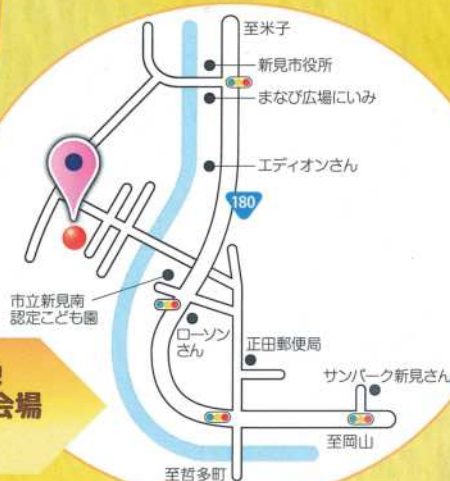 至米子
新見市役所
まなび広場にいみ
エディオンさん
180
市立新見南
認定こども園
ローソン
さん
正田郵便局
サンパーク新見さん
会場
至岡山
至哲多町